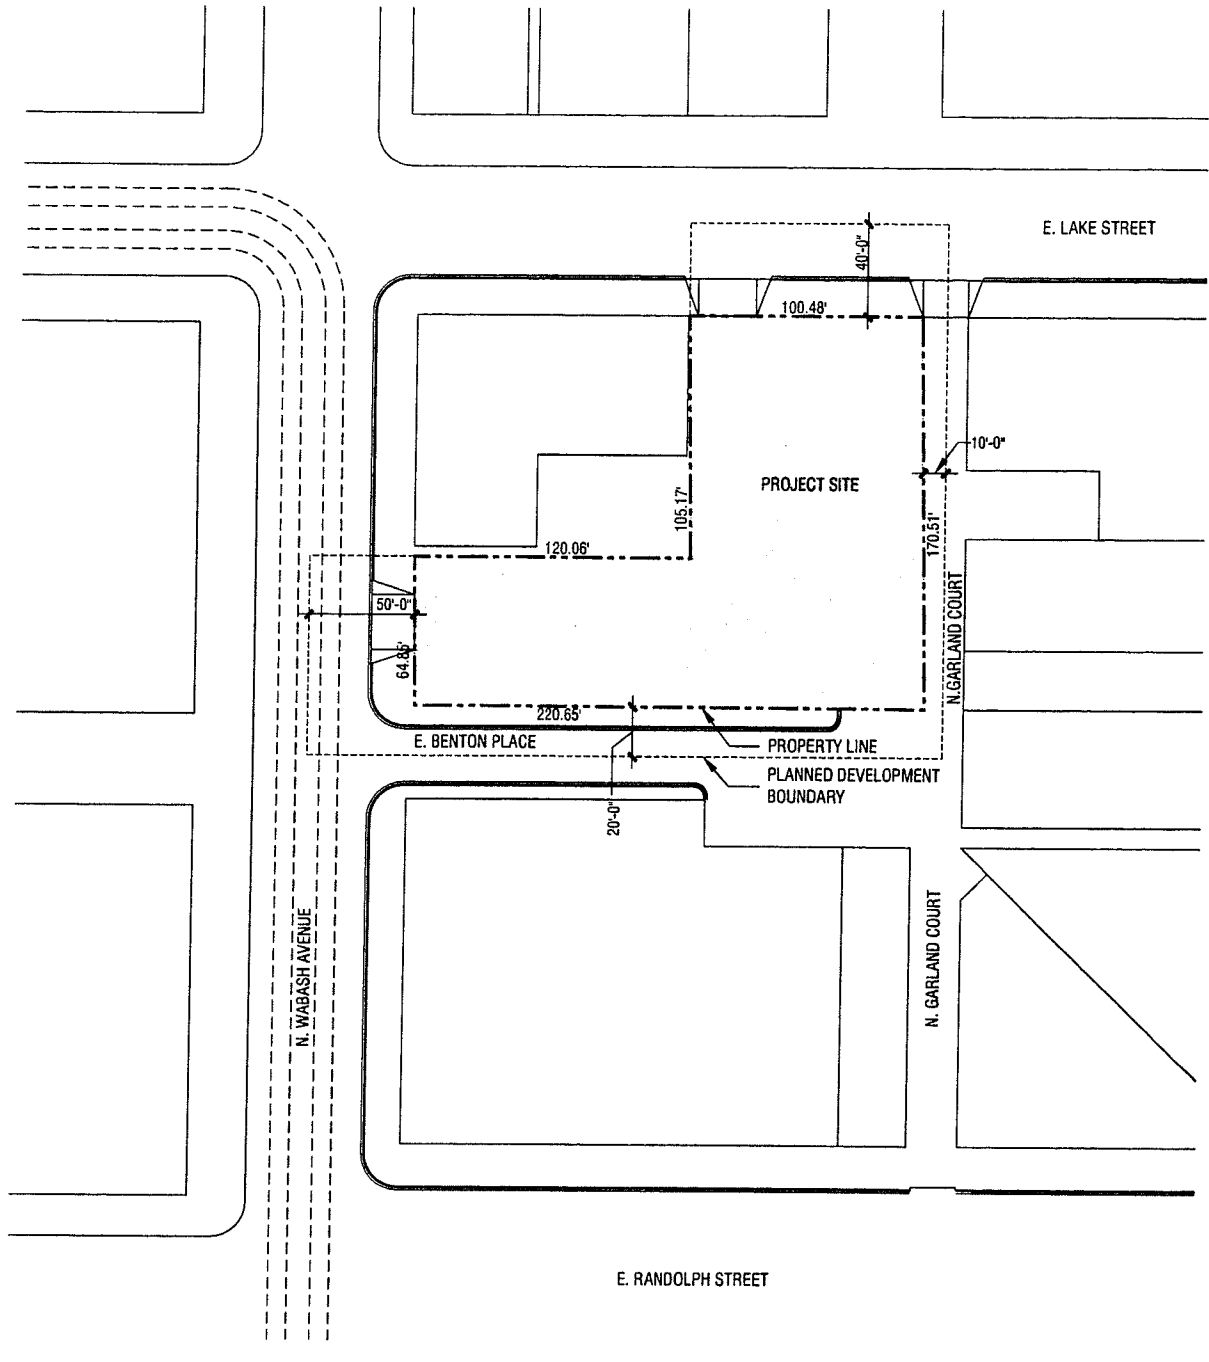 E. LAKE STREET
40'-0"
100.48'
10'-0"
PROJECT SITE
105.17'
170.51'
120.06'
50'-0"
N. GARLAND COURT
64.85'
220.65'
E. BENTON PLACE
PROPERTY LINE
PLANNED DEVELOPMENT
BOUNDARY
20'-0"
N. WABASH AVENUE
N. GARLAND COURT
E. RANDOLPH STREET